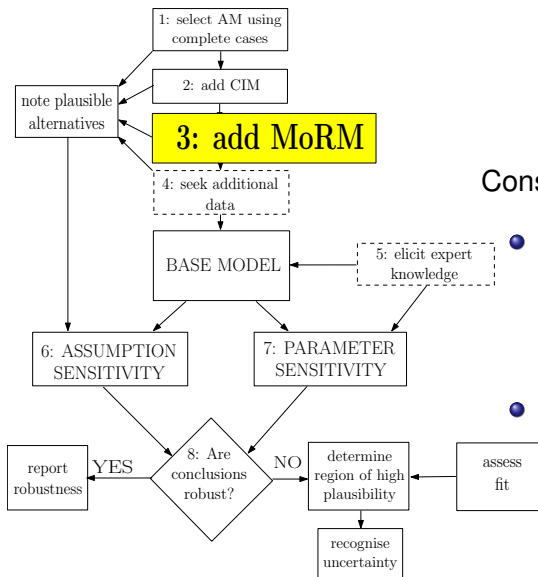 1: select AM using
complete cases
2: add CIM
note plausible
alternatives
3: add MoRM
4: seek additional
data
Cons
BASE MODEL
5: elicit expert
knowledge
6: ASSUMPTION
SENSITIVITY
7: PARAMETER
SENSITIVITY
8: Are
conclusions
robust?
YES
NO
report
robustness
determine
region of high
plausibility
assess
fit
recognise
uncertainty